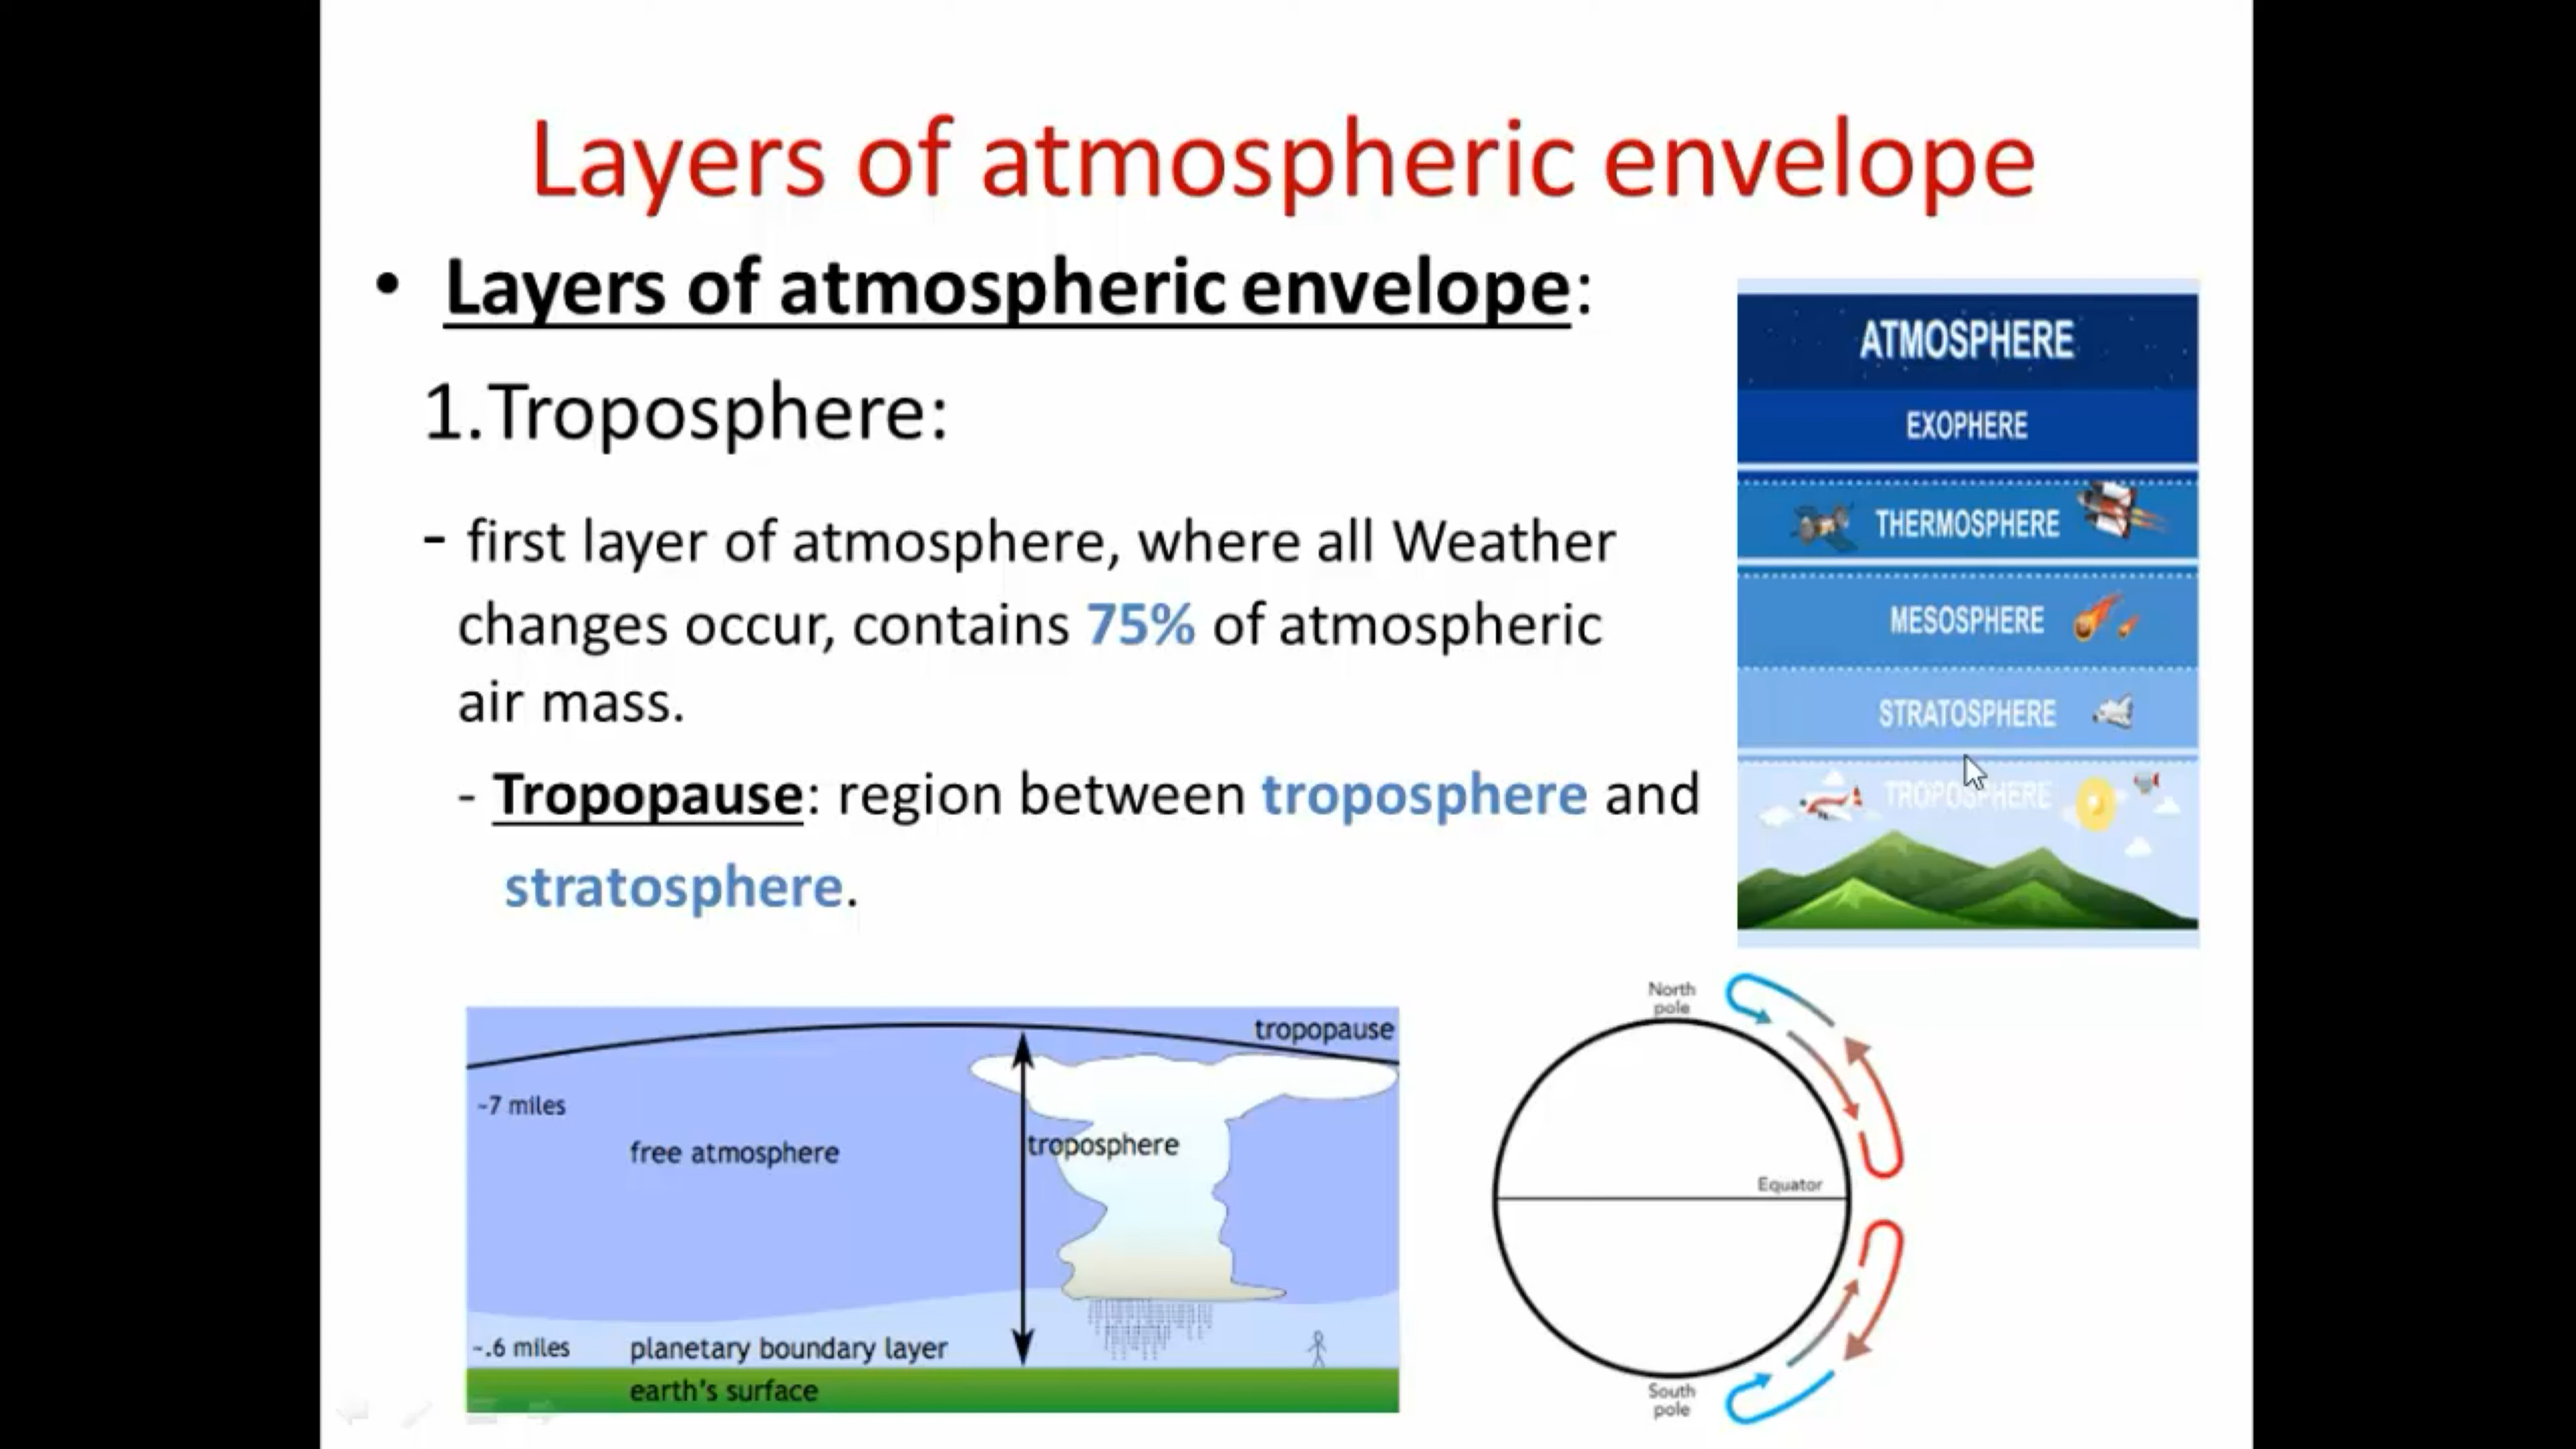 Layers of atmospheric envelope
• Layers of atmospheric envelope:
1.Troposphere:
- first layer of atmosphere, where all Weather
changes occur, contains 75% of atmospheric
air mass.
- Tropopause: region between troposphere and
stratosphere.
ATMOSPHERE
EXOPHERE
THERMOSPHERE
MESOSPHERE
STRATOSPHERE
TROPOSPHERE
tropopause
~7 miles
free atmosphere
troposphere
~.6 miles
planetary boundary layer
earth's surface
North
pole
Equator
South
pole